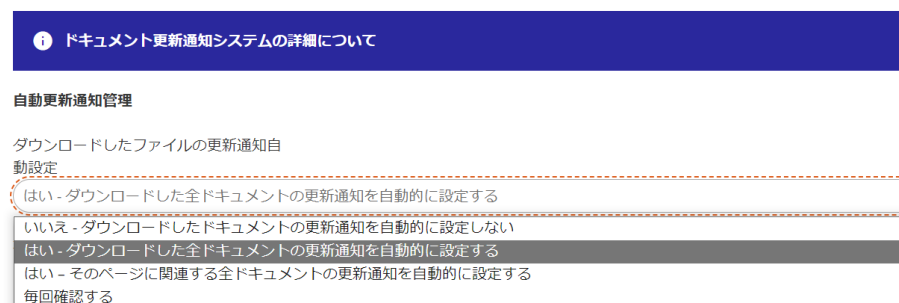 ドキュメント更新通知システムの詳細について
自動更新通知管理
ダウンロードしたファイルの更新通知自
動設定
はい - ダウンロードした全ドキュメントの更新通知を自動的に設定する
いいえ - ダウンロードしたドキュメントの更新通知を自動的に設定しない
はい - ダウンロードした全ドキュメントの更新通知を自動的に設定する
はい – そのページに関連する全ドキュメントの更新通知を自動的に設定する
毎回確認する